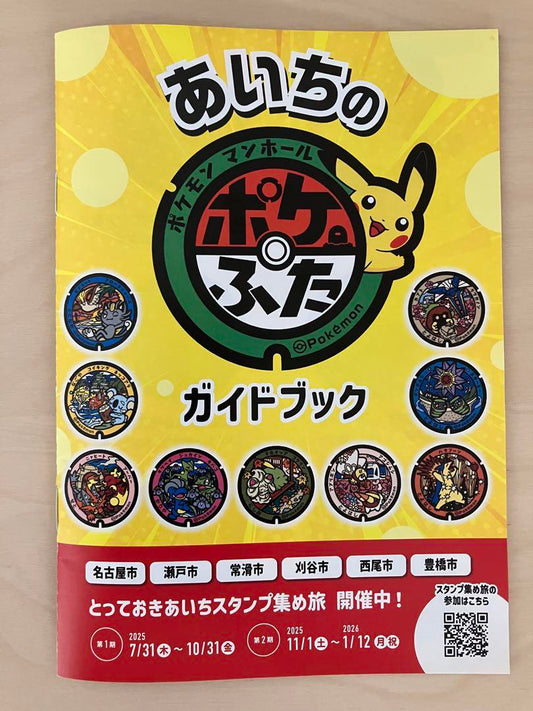 あいちの
ポケモン マンホール
ポケ。
ふた
©Pokémon
ガイドブック
名古屋市 瀬戸市 常滑市 刈谷市 西尾市 豊橋市
とっておきあいちスタンプ集め旅 開催中！
スタンプ集め旅の
参加はこちら
第1期 2025 7/31木～10/31金
第2期 2025 11/1土～2026 1/12月祝